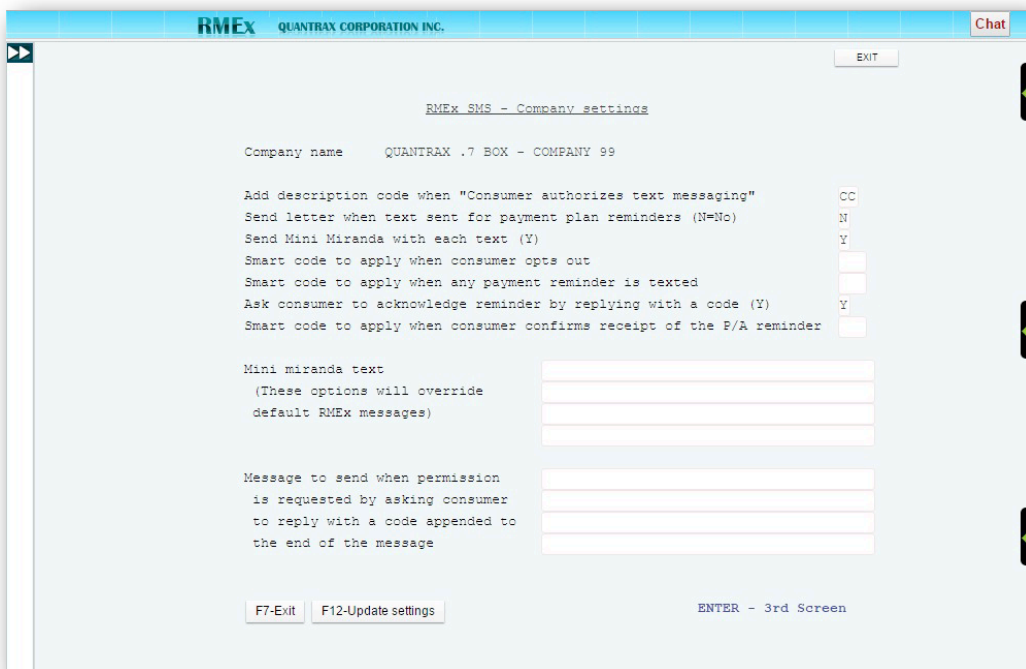 RMEx QUANTRAX CORPORATION INC. Chat
EXIT
RMEx SMS - Company settings
Company name QUANTRAX .7 BOX - COMPANY 99
Add description code when "Consumer authorizes text messaging" CC
Send letter when text sent for payment plan reminders (N=No) N
Send Mini Miranda with each text (Y) Y
Smart code to apply when consumer opts out
Smart code to apply when any payment reminder is texted
Ask consumer to acknowledge reminder by replying with a code (Y) Y
Smart code to apply when consumer confirms receipt of the P/A reminder
Mini miranda text
(These options will override
default RMEx messages)
Message to send when permission
is requested by asking consumer
to reply with a code appended to
the end of the message
F7-Exit F12-Update settings ENTER - 3rd Screen